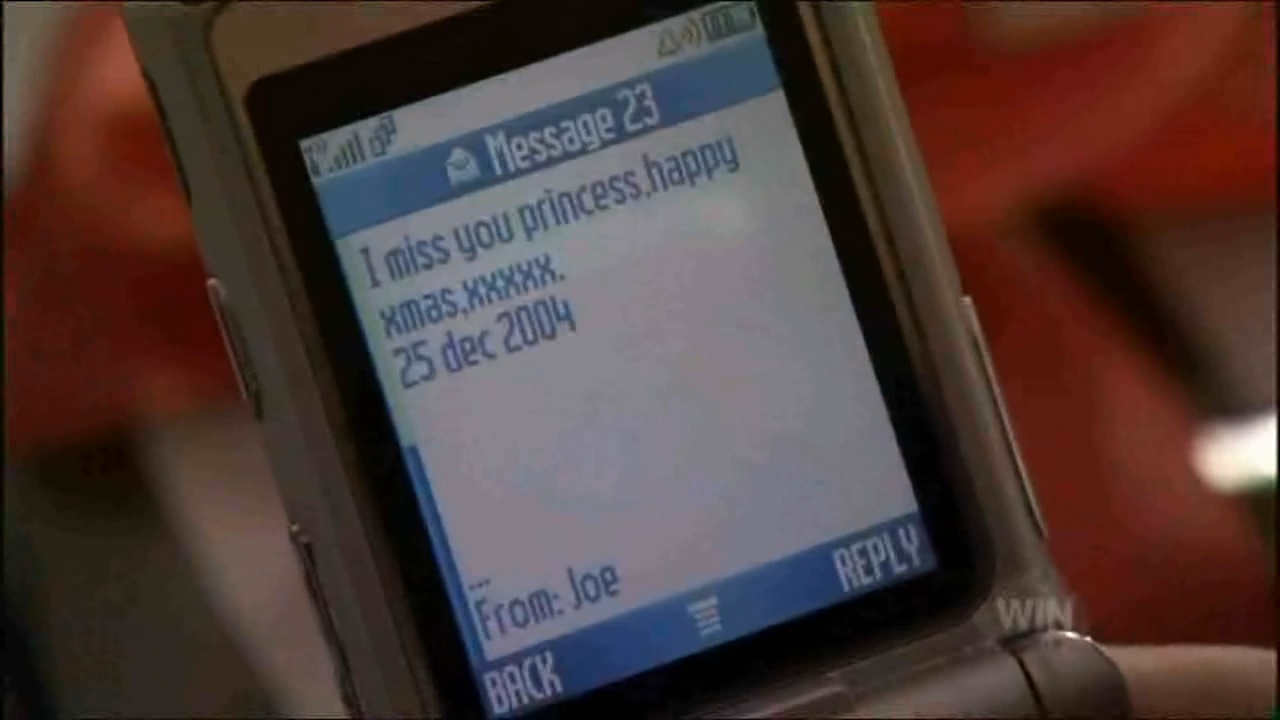 Message 23
I miss you princess,happy
xmas,xxxxx.
25 dec 2004
...
From: Joe
BACK
REPLY
WIN